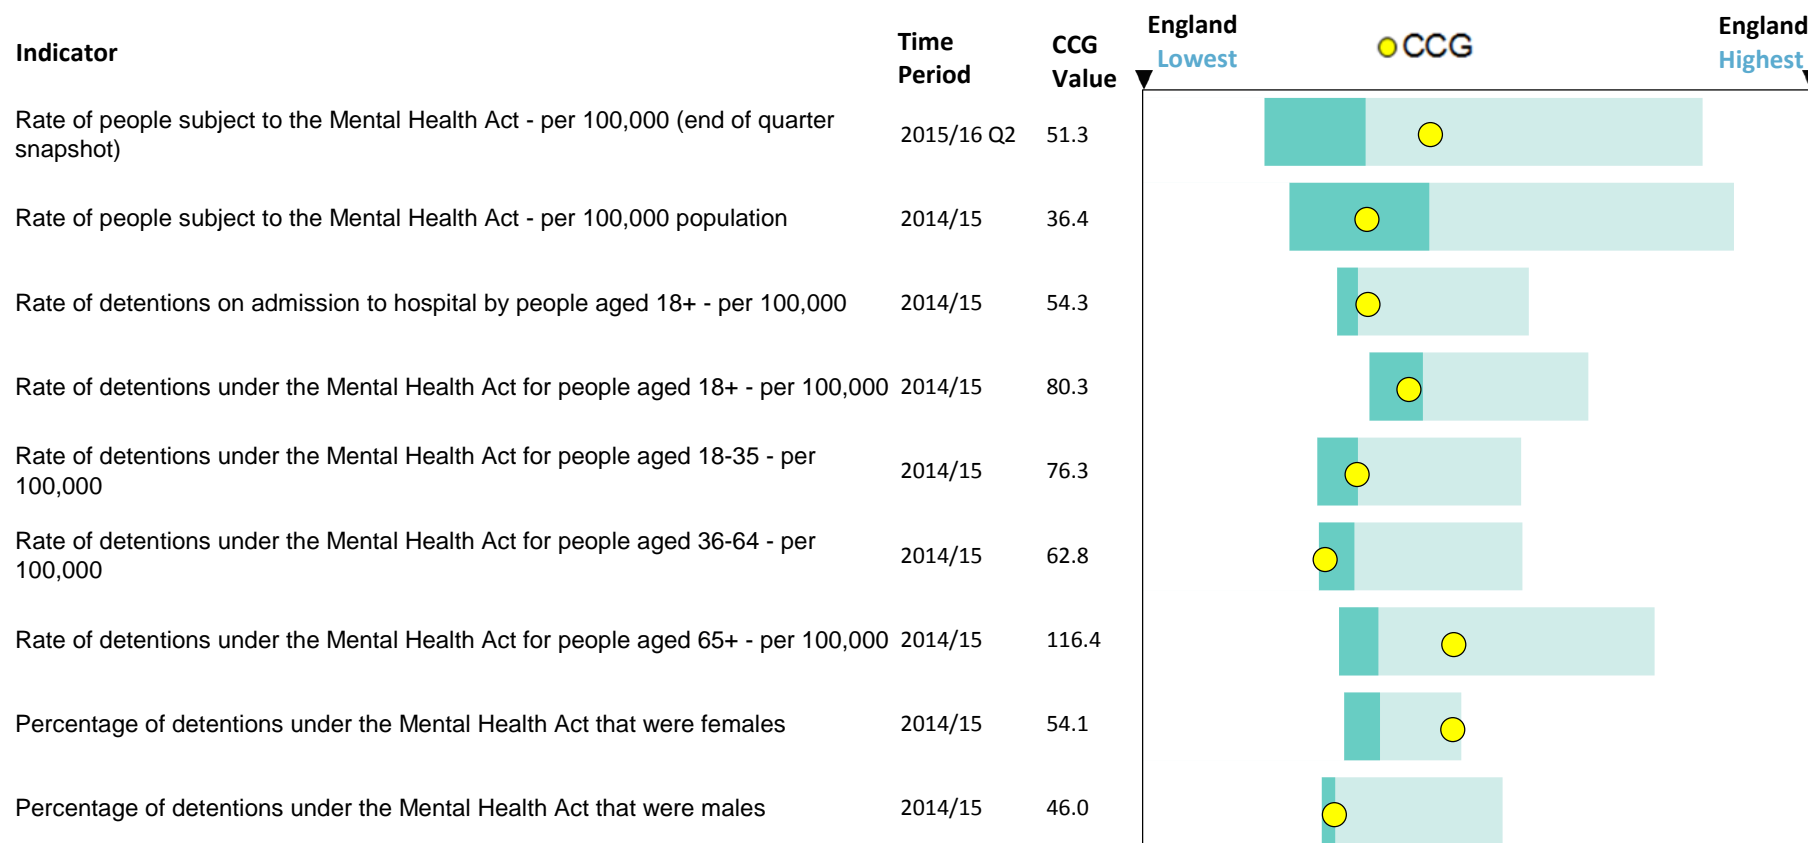 Indicator
Time Period
CCG Value
England Lowest
CCG
England Highest
Rate of people subject to the Mental Health Act - per 100,000 (end of quarter
snapshot)
2015/16 Q2
51.3
Rate of people subject to the Mental Health Act - per 100,000 population
2014/15
36.4
Rate of detentions on admission to hospital by people aged 18+ - per 100,000
2014/15
54.3
Rate of detentions under the Mental Health Act for people aged 18+ - per 100,000
2014/15
80.3
Rate of detentions under the Mental Health Act for people aged 18-35 - per
100,000
2014/15
76.3
Rate of detentions under the Mental Health Act for people aged 36-64 - per
100,000
2014/15
62.8
Rate of detentions under the Mental Health Act for people aged 65+ - per 100,000
2014/15
116.4
Percentage of detentions under the Mental Health Act that were females
2014/15
54.1
Percentage of detentions under the Mental Health Act that were males
2014/15
46.0